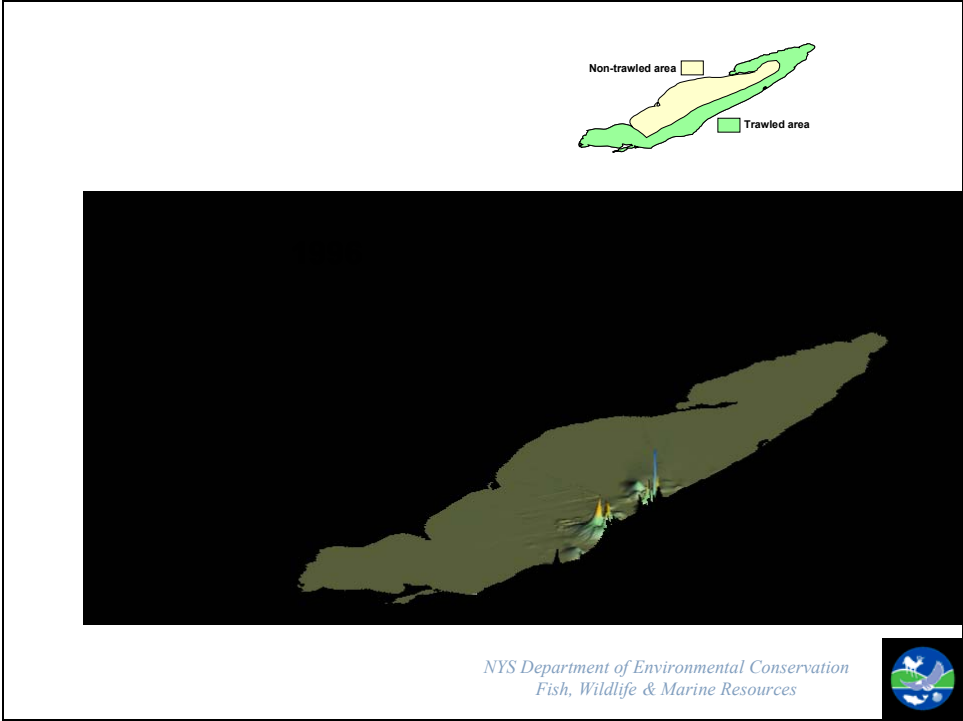 Non-trawled area
Trawled area
NYS Department of Environmental Conservation
Fish, Wildlife & Marine Resources